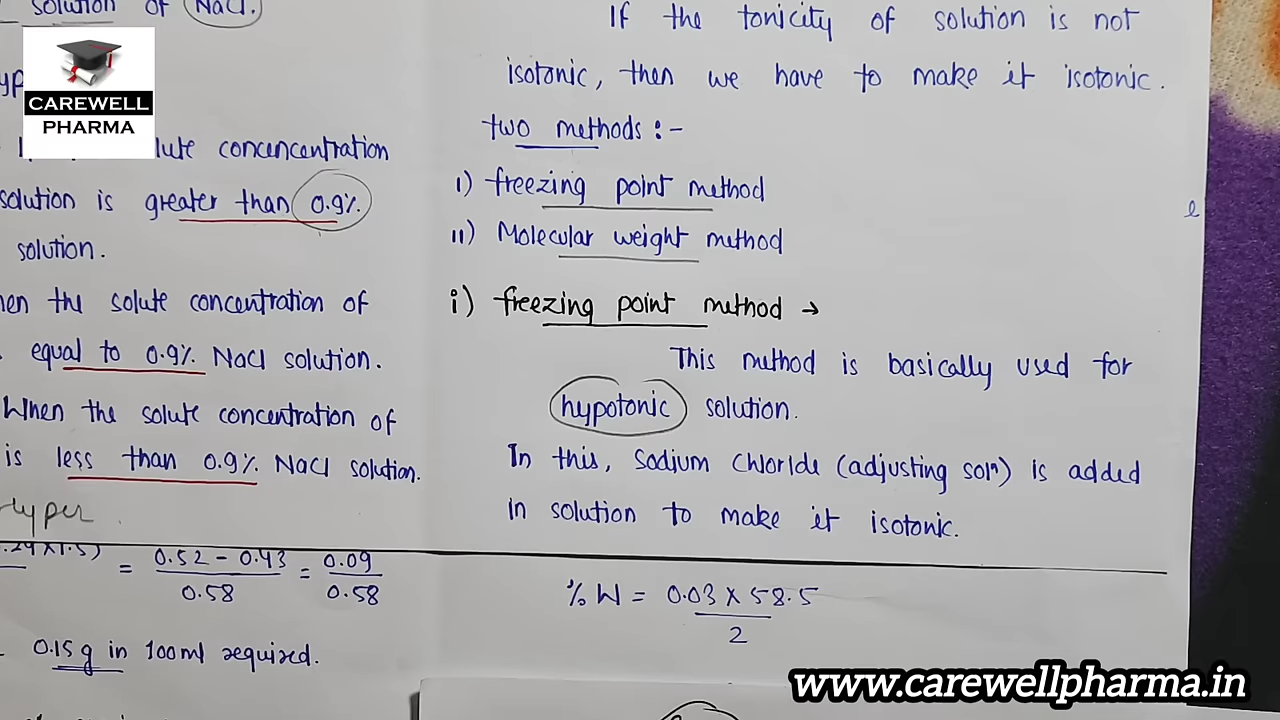 solution of NaCl.
CAREWELL
PHARMA
lute concencentration
solution is greater than 0.9%.
solution.
the solute concentration of
equal to 0.9%. NaCl solution.
When the solute concentration of
is less than 0.9%. NaCl solution.
= 0.52 - 0.43 / 0.58 = 0.09 / 0.58
0.15 g in 100ml required.
If the tonicity of solution is not
isotonic, then we have to make it isotonic.
two methods :-
i) freezing point method
ii) Molecular weight method
i) freezing point method →
This method is basically used for
hypotonic solution.
In this, Sodium Chloride (adjusting solⁿ) is added
in solution to make it isotonic.
% W = 0.03 X 58.5
2
www.carewellpharma.in